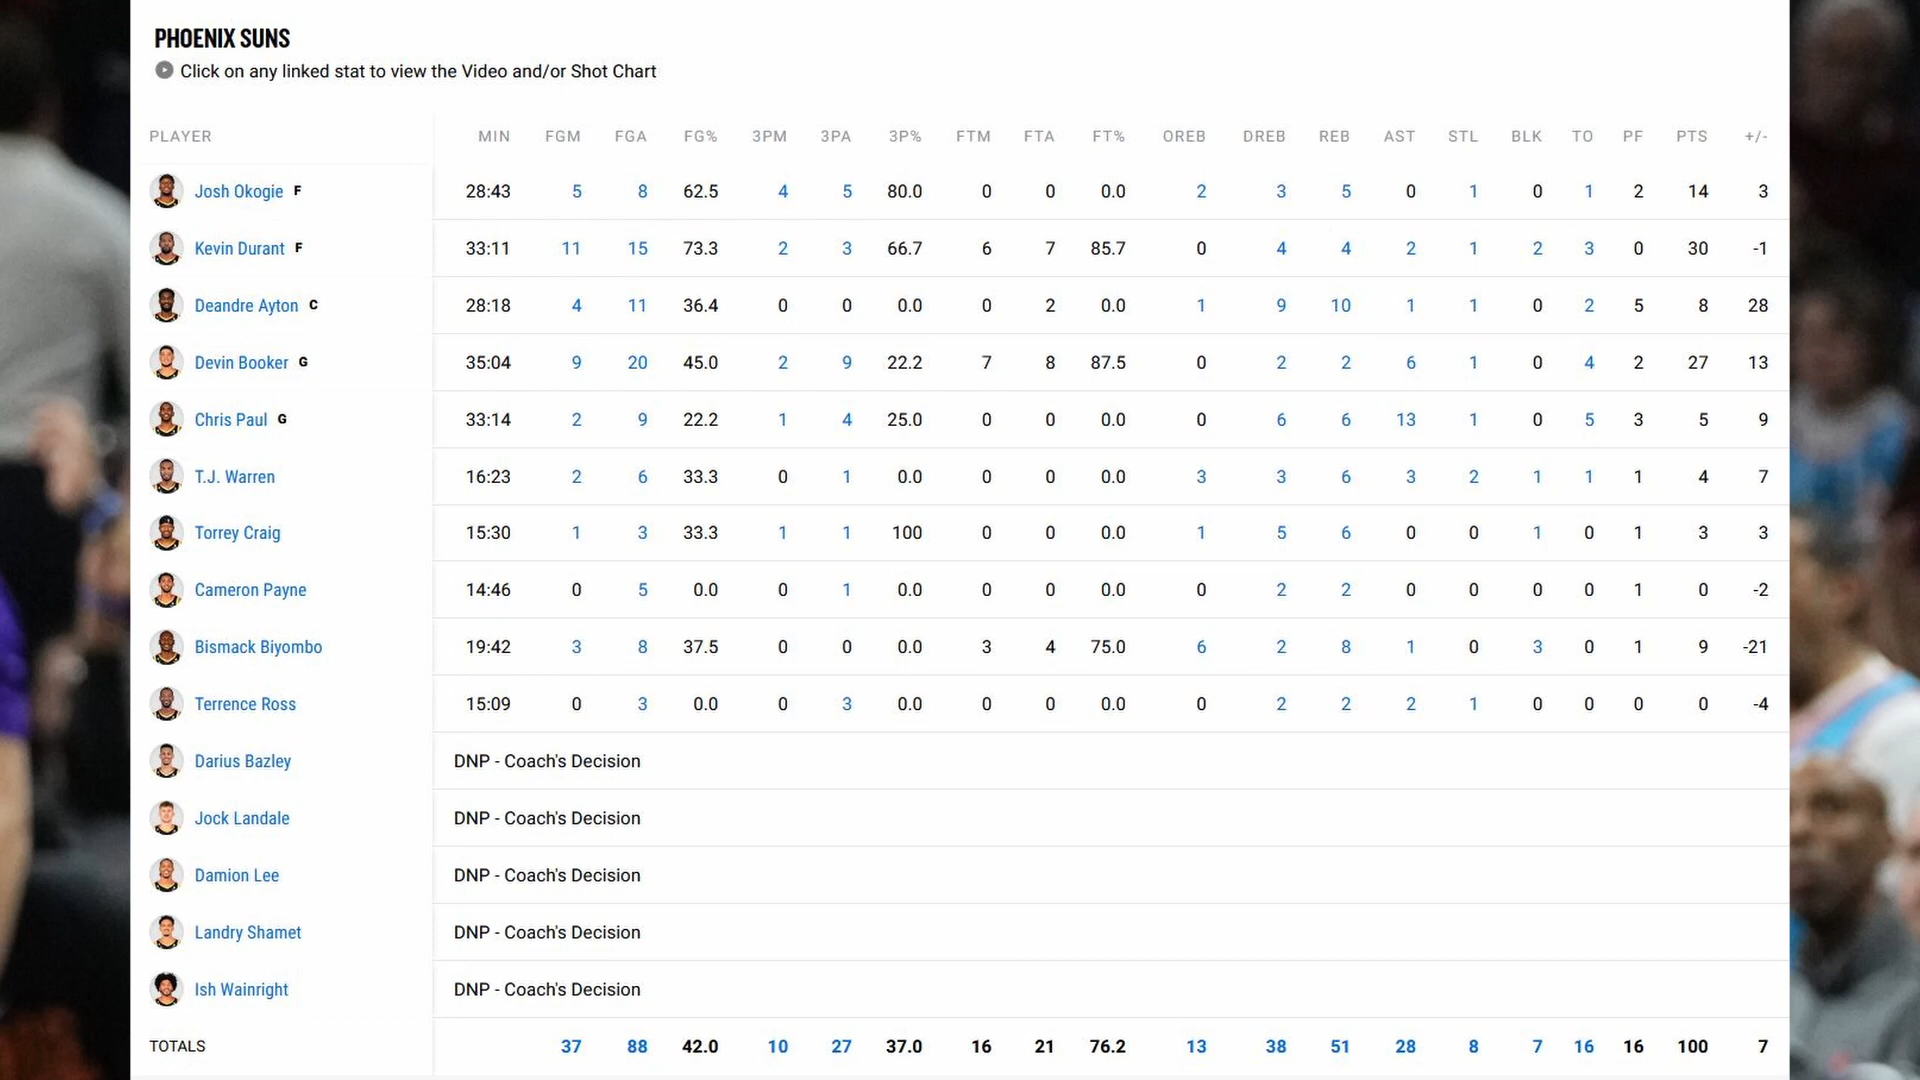 PHOENIX SUNS
Click on any linked stat to view the Video and/or Shot Chart
PLAYER MIN FGM FGA FG% 3PM 3PA 3P% FTM FTA FT% OREB DREB REB AST STL BLK TO PF PTS +/-
Josh Okogie F 28:43 5 8 62.5 4 5 80.0 0 0 0.0 2 3 5 0 1 0 1 2 14 3
Kevin Durant F 33:11 11 15 73.3 2 3 66.7 6 7 85.7 0 4 4 2 1 2 3 0 30 -1
Deandre Ayton C 28:18 4 11 36.4 0 0 0.0 0 2 0.0 1 9 10 1 1 0 2 5 8 28
Devin Booker G 35:04 9 20 45.0 2 9 22.2 7 8 87.5 0 2 2 6 1 0 4 2 27 13
Chris Paul G 33:14 2 9 22.2 1 4 25.0 0 0 0.0 0 6 6 13 1 0 5 3 5 9
T.J. Warren 16:23 2 6 33.3 0 1 0.0 0 0 0.0 3 3 6 3 2 1 1 1 4 7
Torrey Craig 15:30 1 3 33.3 1 1 100 0 0 0.0 1 5 6 0 0 1 0 1 3 3
Cameron Payne 14:46 0 5 0.0 0 1 0.0 0 0 0.0 0 2 2 0 0 0 0 1 0 -2
Bismack Biyombo 19:42 3 8 37.5 0 0 0.0 3 4 75.0 6 2 8 1 0 3 0 1 9 -21
Terrence Ross 15:09 0 3 0.0 0 3 0.0 0 0 0.0 0 2 2 2 1 0 0 0 0 -4
Darius Bazley DNP - Coach's Decision
Jock Landale DNP - Coach's Decision
Damion Lee DNP - Coach's Decision
Landry Shamet DNP - Coach's Decision
Ish Wainright DNP - Coach's Decision
TOTALS 37 88 42.0 10 27 37.0 16 21 76.2 13 38 51 28 8 7 16 16 100 7